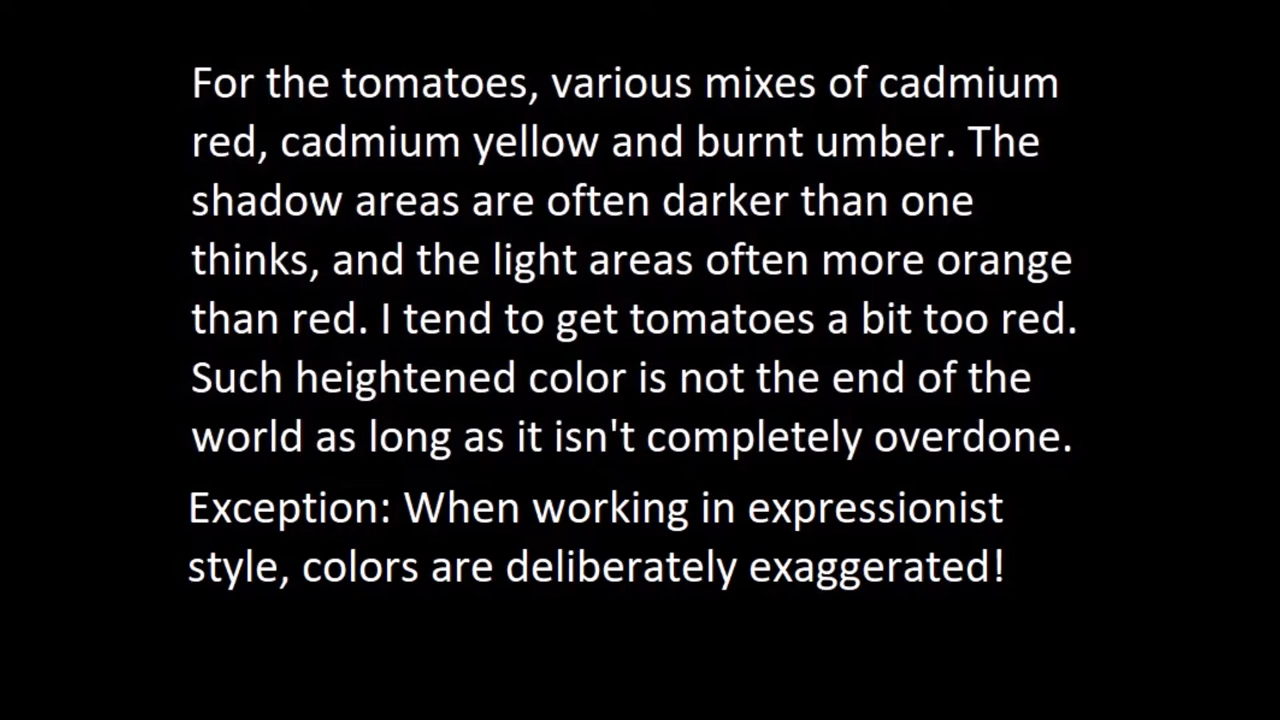 For the tomatoes, various mixes of cadmium
red, cadmium yellow and burnt umber. The
shadow areas are often darker than one
thinks, and the light areas often more orange
than red. I tend to get tomatoes a bit too red.
Such heightened color is not the end of the
world as long as it isn't completely overdone.
Exception: When working in expressionist
style, colors are deliberately exaggerated!